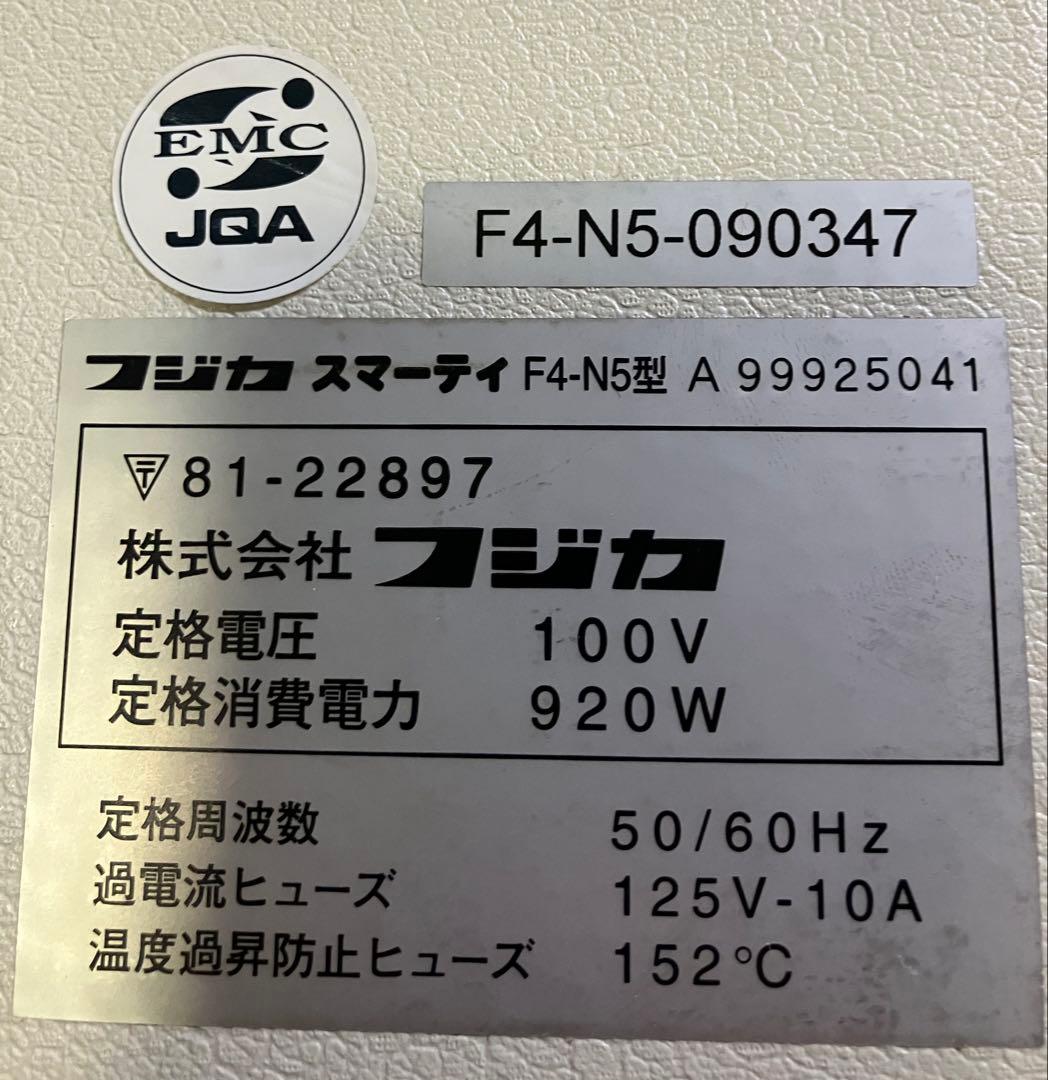 EMC
JQA
F4-N5-090347
フジカ スマーティ F4-N5型 A 99925041
〒 81-22897
株式会社 フジカ
定格電圧 100V
定格消費電力 920W
定格周波数 50/60Hz
過電流ヒューズ 125V-10A
温度過昇防止ヒューズ 152℃